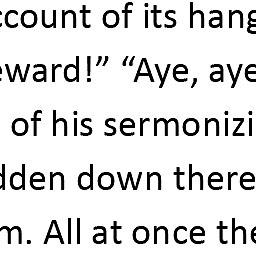 ccount of its hang
eward!” “Aye, aye
of his sermonizi
dden down there
m. All at once the